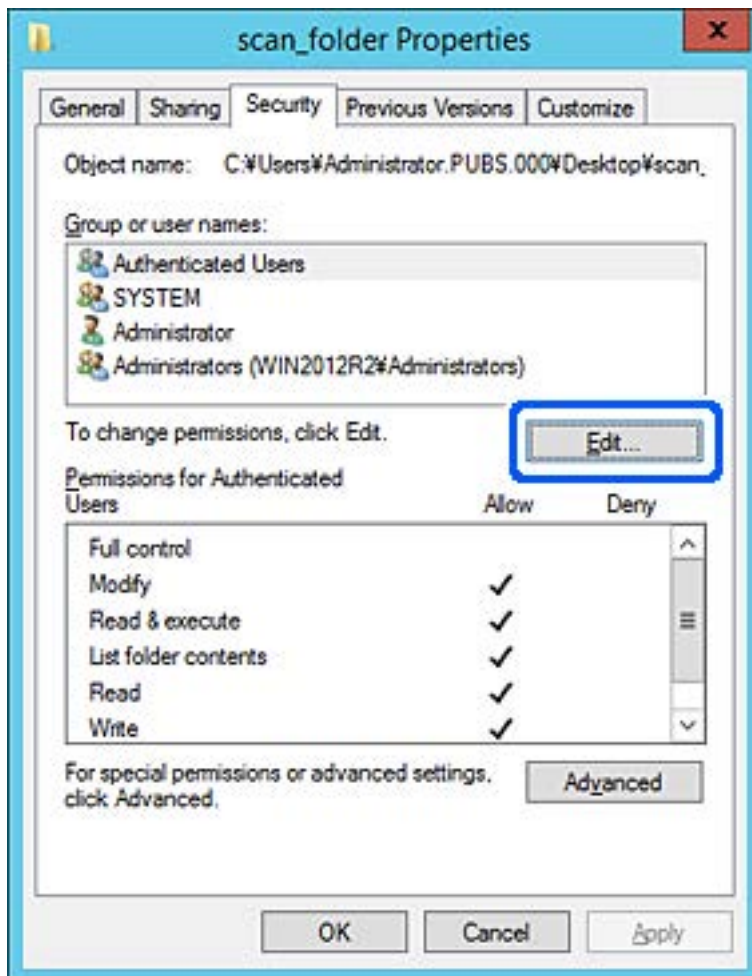 scan_folder Properties
x
General Sharing Security Previous Versions Customize
Object name: C:¥Users¥Administrator.PUBS.000¥Desktop¥scan_
Group or user names:
Authenticated Users
SYSTEM
Administrator
Administrators (WIN2012R2¥Administrators)
To change permissions, click Edit.
Edit...
Permissions for Authenticated
Users Allow Deny
Full control
Modify
Read & execute
List folder contents
Read
Write
For special permissions or advanced settings,
click Advanced.
Advanced
OK Cancel Apply